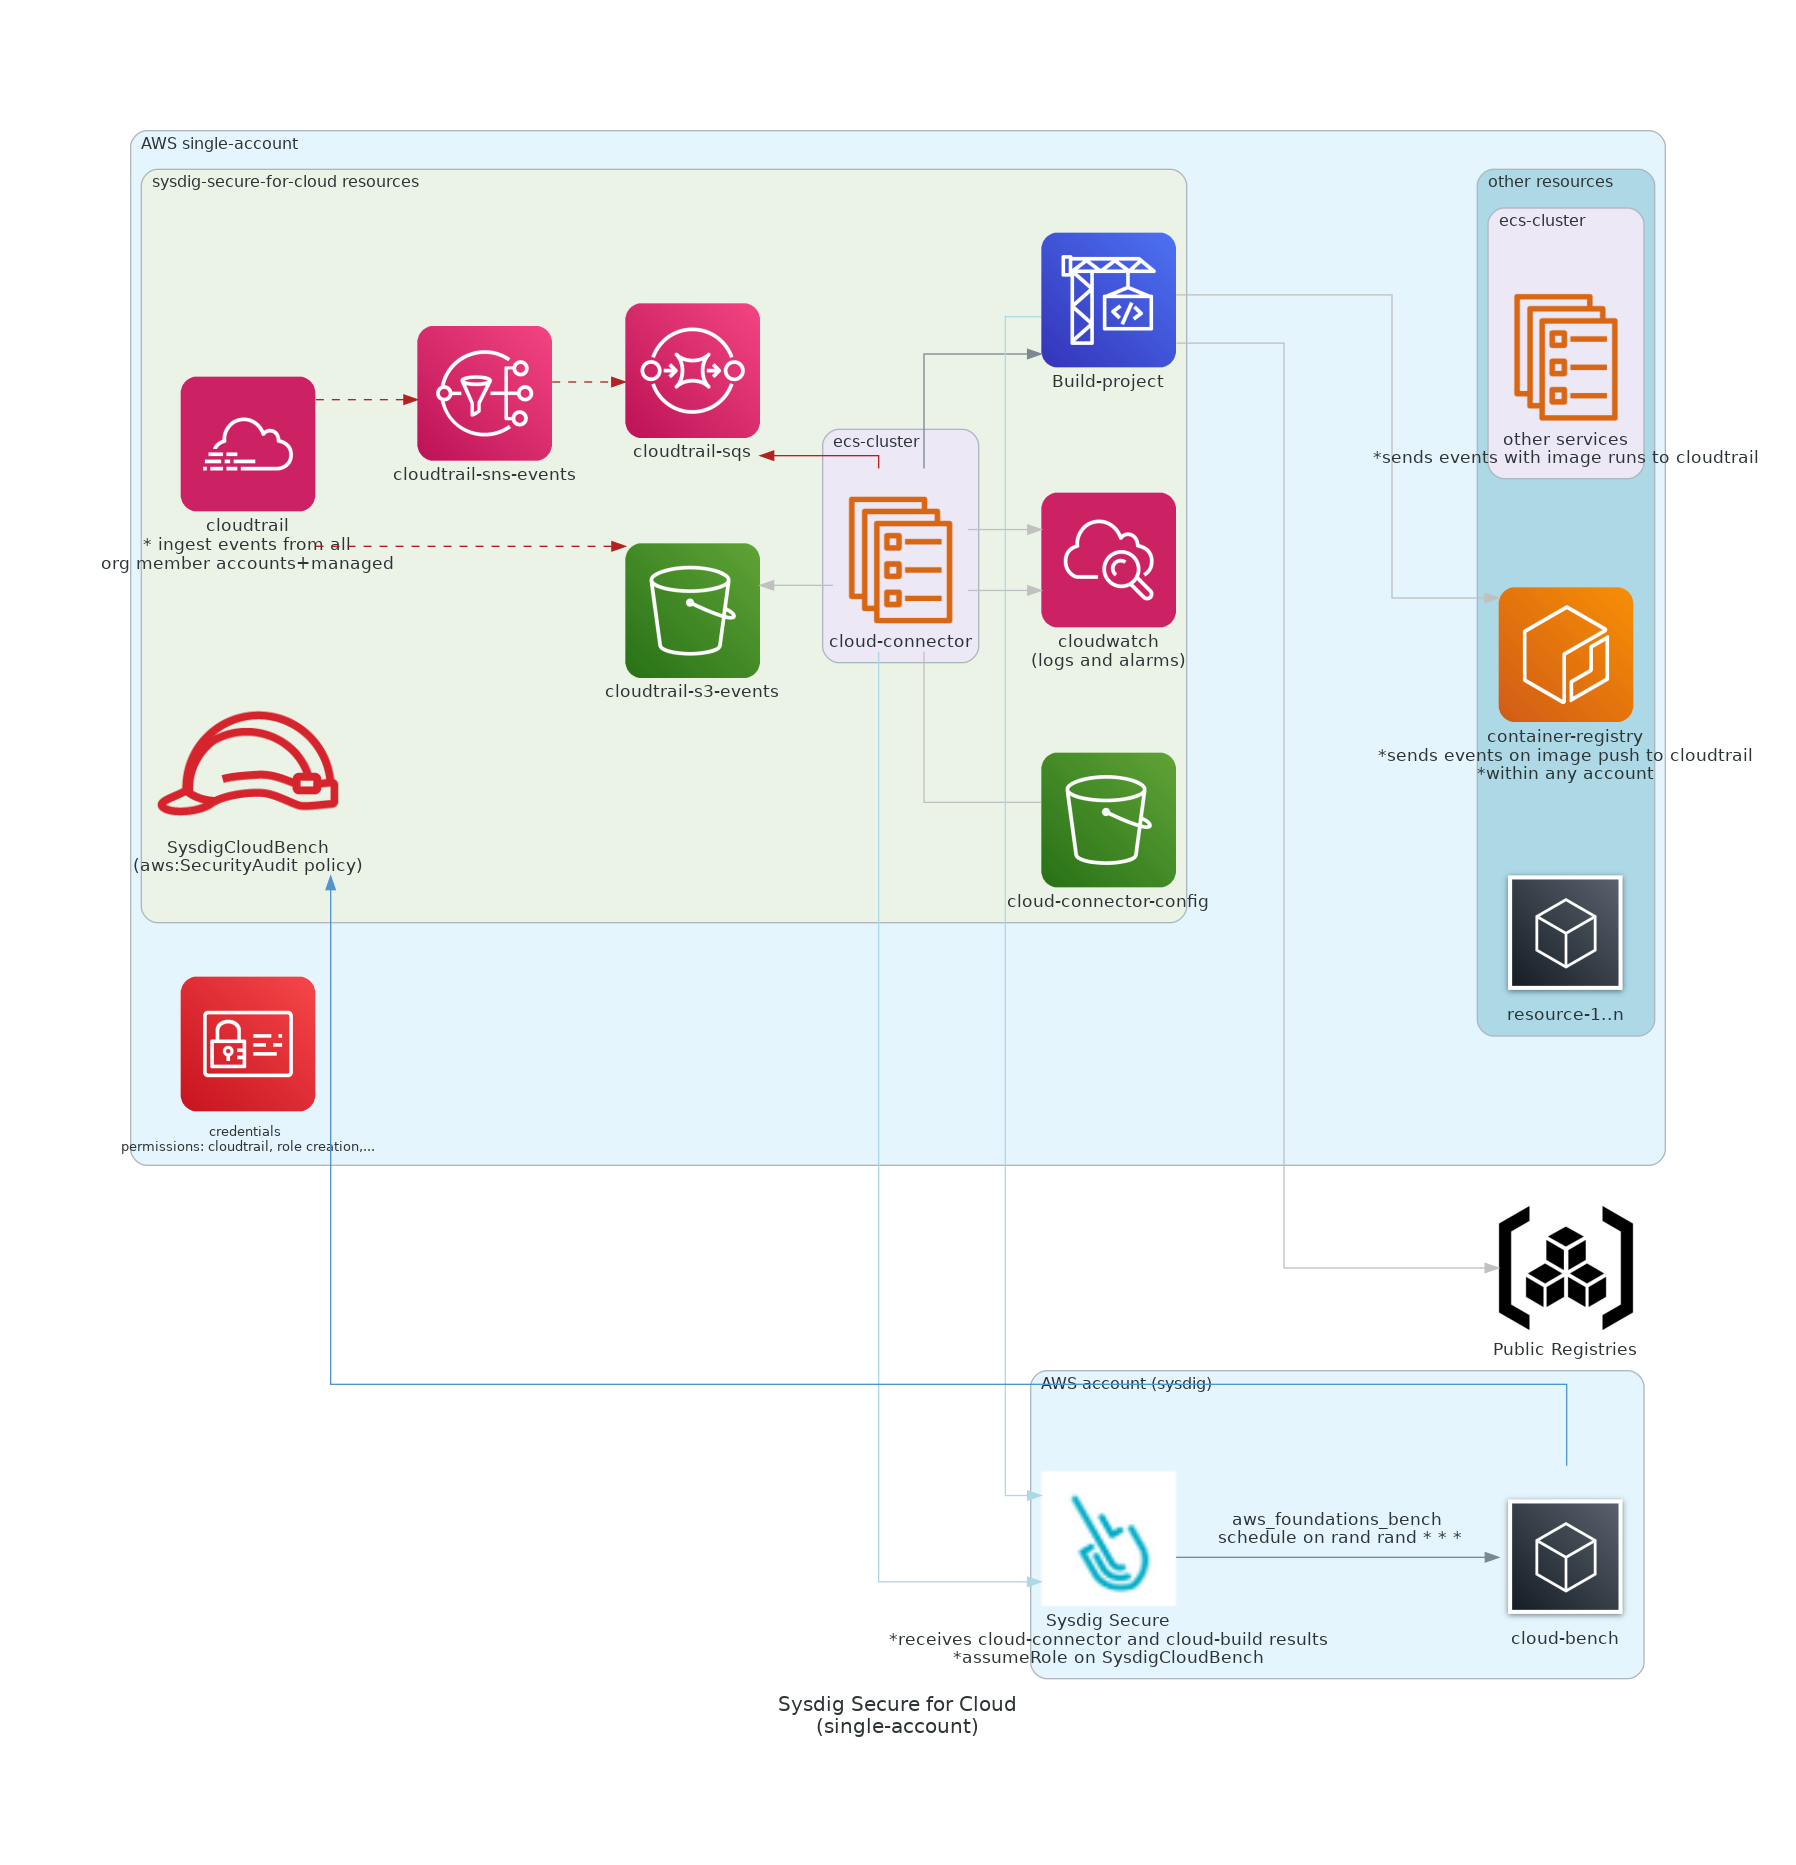 AWS single-account
sysdig-secure-for-cloud resources
other resources
ecs-cluster
Build-project
other services
*sends events with image runs to cloudtrail
cloudtrail-sqs
ecs-cluster
cloudtrail-sns-events
cloudtrail
* ingest events from all
org member accounts+managed
cloud-connector
cloudwatch
(logs and alarms)
cloudtrail-s3-events
container-registry
*sends events on image push to cloudtrail
*within any account
SysdigCloudBench
(aws:SecurityAudit policy)
cloud-connector-config
resource-1..n
credentials
permissions: cloudtrail, role creation,...
Public Registries
AWS account (sysdig)
aws_foundations_bench
schedule on rand rand * * *
Sysdig Secure
*receives cloud-connector and cloud-build results
*assumeRole on SysdigCloudBench
cloud-bench
Sysdig Secure for Cloud
(single-account)